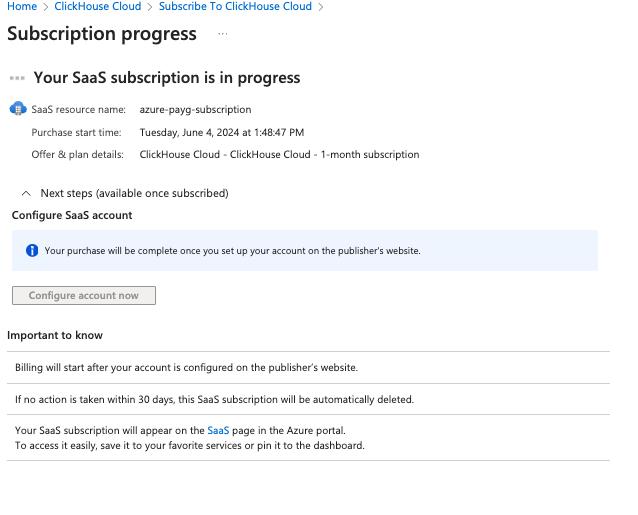 Home > ClickHouse Cloud > Subscribe To ClickHouse Cloud >
Subscription progress ...
Your SaaS subscription is in progress
SaaS resource name: azure-payg-subscription
Purchase start time: Tuesday, June 4, 2024 at 1:48:47 PM
Offer & plan details: ClickHouse Cloud - ClickHouse Cloud - 1-month subscription
Next steps (available once subscribed)
Configure SaaS account
Your purchase will be complete once you set up your account on the publisher's website.
Configure account now
Important to know
Billing will start after your account is configured on the publisher's website.
If no action is taken within 30 days, this SaaS subscription will be automatically deleted.
Your SaaS subscription will appear on the SaaS page in the Azure portal.
To access it easily, save it to your favorite services or pin it to the dashboard.